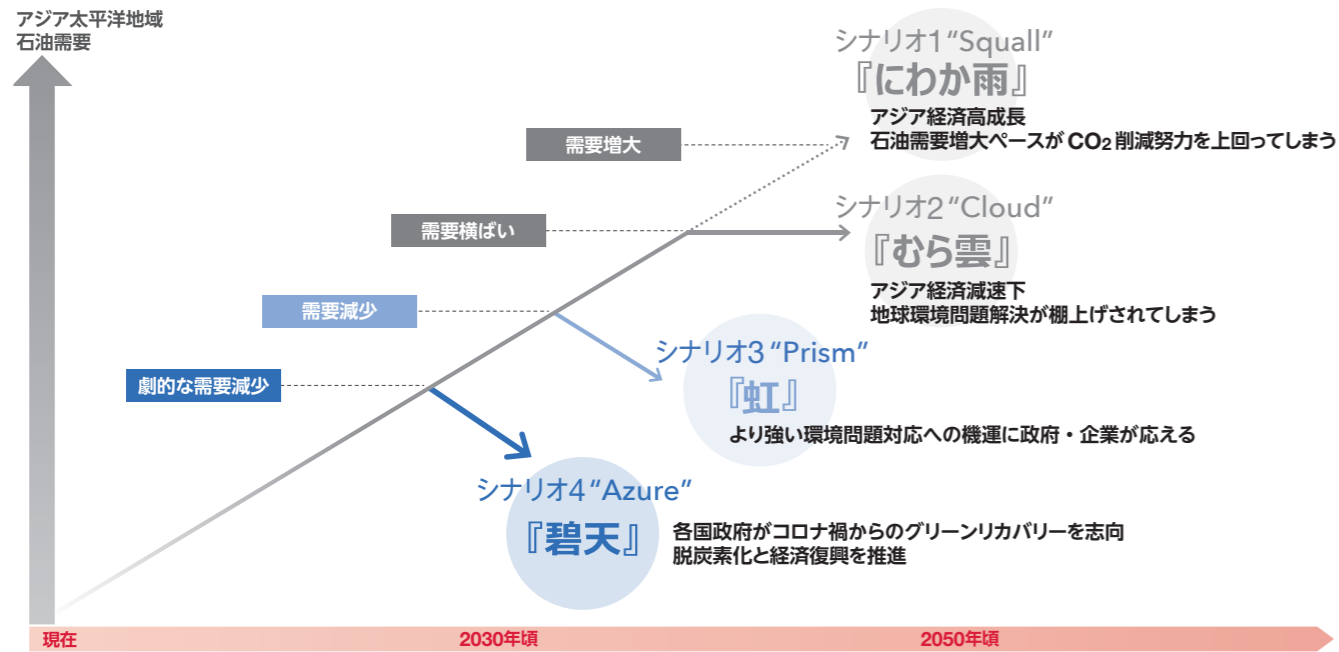 アジア太平洋地域
石油需要
シナリオ1 “Squall”
『にわか雨』
アジア経済高成長
石油需要増大ペースが CO₂ 削減努力を上回ってしまう
需要増大
シナリオ2 “Cloud”
需要横ばい
『むら雲』
アジア経済減速下
地球環境問題解決が棚上げされてしまう
需要減少
シナリオ3 “Prism”
『虹』
より強い環境問題対応への機運に政府・企業が応える
劇的な需要減少
シナリオ4 “Azure”
『碧天』
各国政府がコロナ禍からのグリーンリカバリーを志向
脱炭素化と経済復興を推進
現在
2030年頃
2050年頃